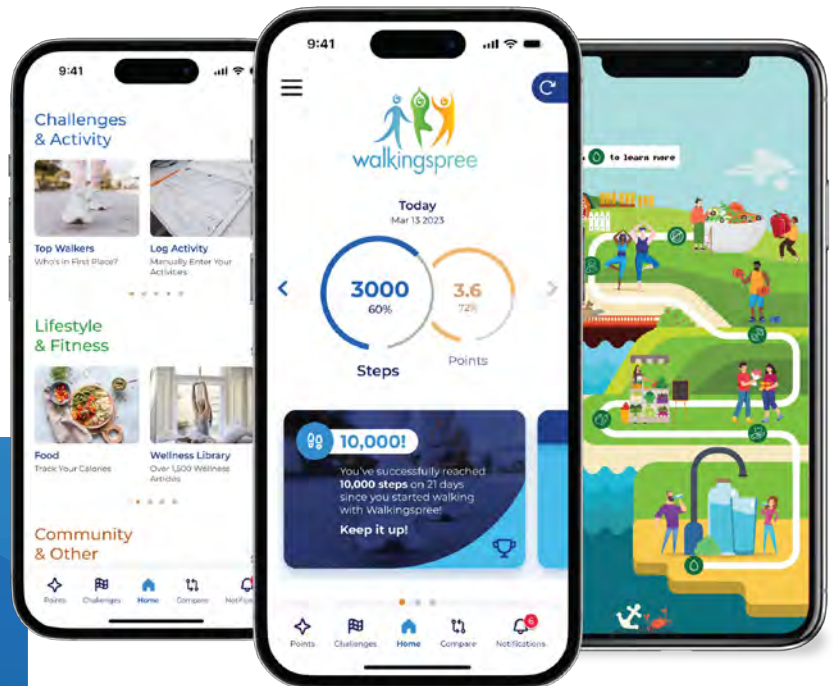 9:41
Challenges
& Activity
Top Walkers
Who's in First Place?
Log Activity
Manually Enter Your
Activities
Lifestyle
& Fitness
Food
Track Your Calories
Wellness Library
Over 1,500 Wellness
Articles
Community
& Other
Points
Challenges
Home
Compare
9:41
walkingspree
Today
Mar 13 2023
3000
60%
Steps
3.6
72%
Points
10,000!
You've successfully reached
10,000 steps on 21 days
since you started walking
with Walkingspree!
Keep it up!
Points
Challenges
Home
Compare
6
Notifications
to learn more